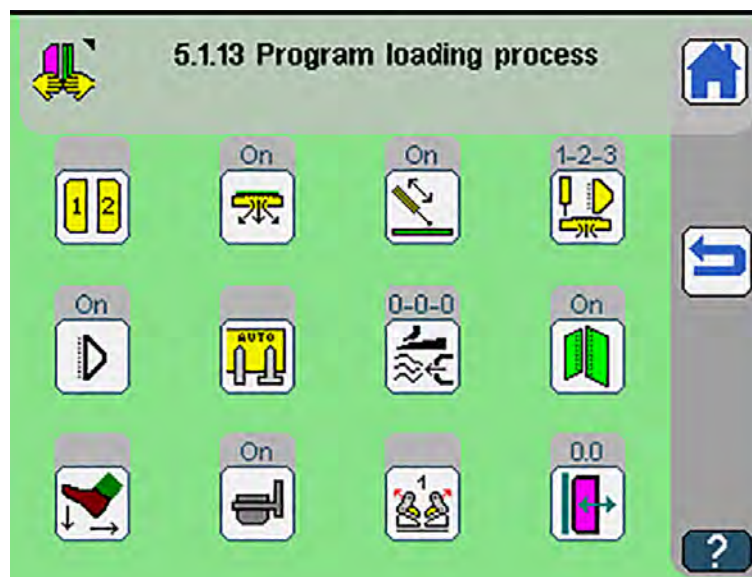 5.1.13 Program loading process
On On 1-2-3
1 2
On 0-0-0 On
AUTO
On 0.0
1
?